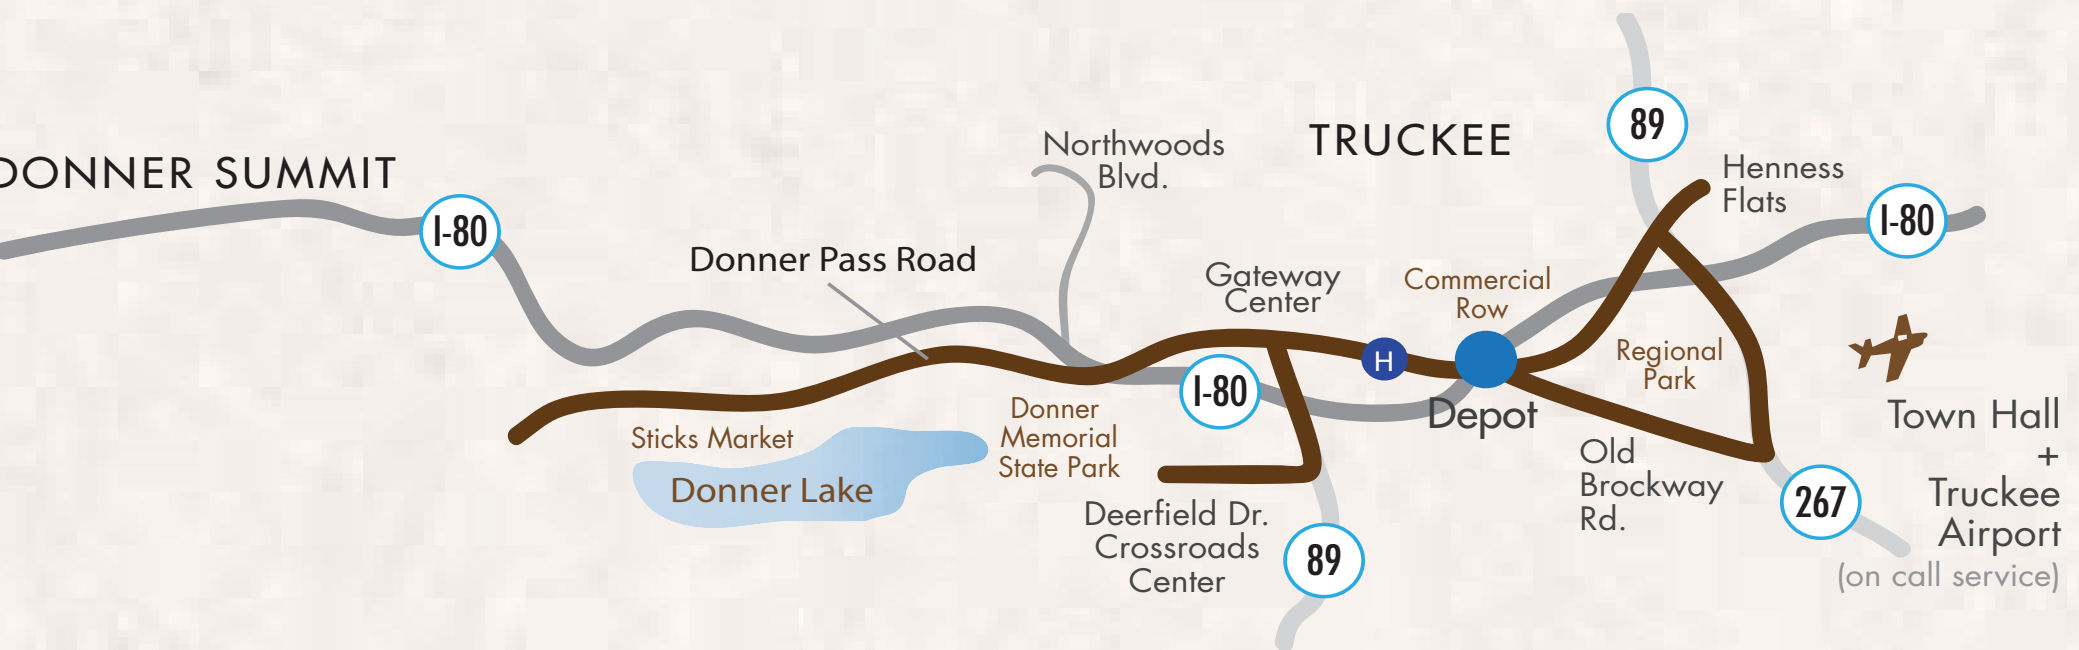 DONNER SUMMIT
I-80
Donner Pass Road
Northwoods
Blvd.
TRUCKEE
89
Henness
Flats
I-80
Gateway
Center
Commercial
Row
H
I-80
Depot
Regional
Park
Sticks Market
Donner Lake
Donner
Memorial
State Park
Deerfield Dr.
Crossroads
Center
89
Old
Brockway
Rd.
267
Town Hall
+
Truckee
Airport
(on call service)